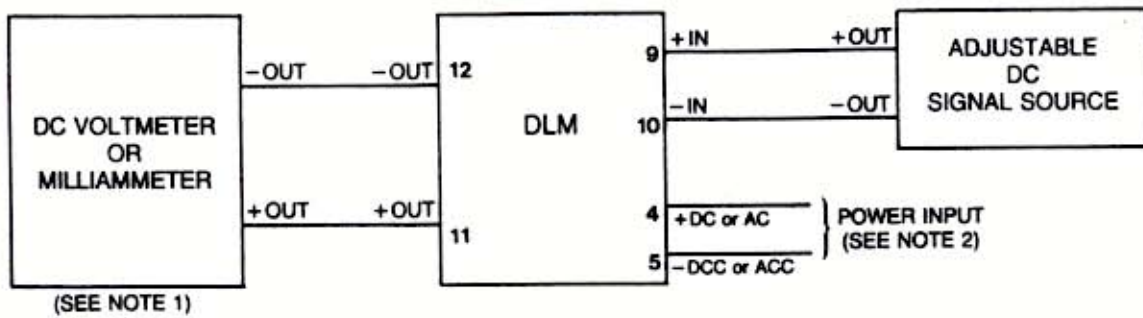 DC VOLTMETER
OR
MILLIAMMETER
(SEE NOTE 1)
−OUT
−OUT
+OUT
+OUT
12
11
DLM
9
10
4
5
+IN
−IN
+DC or AC
−DCC or ACC
+OUT
−OUT
ADJUSTABLE
DC
SIGNAL SOURCE
POWER INPUT
(SEE NOTE 2)